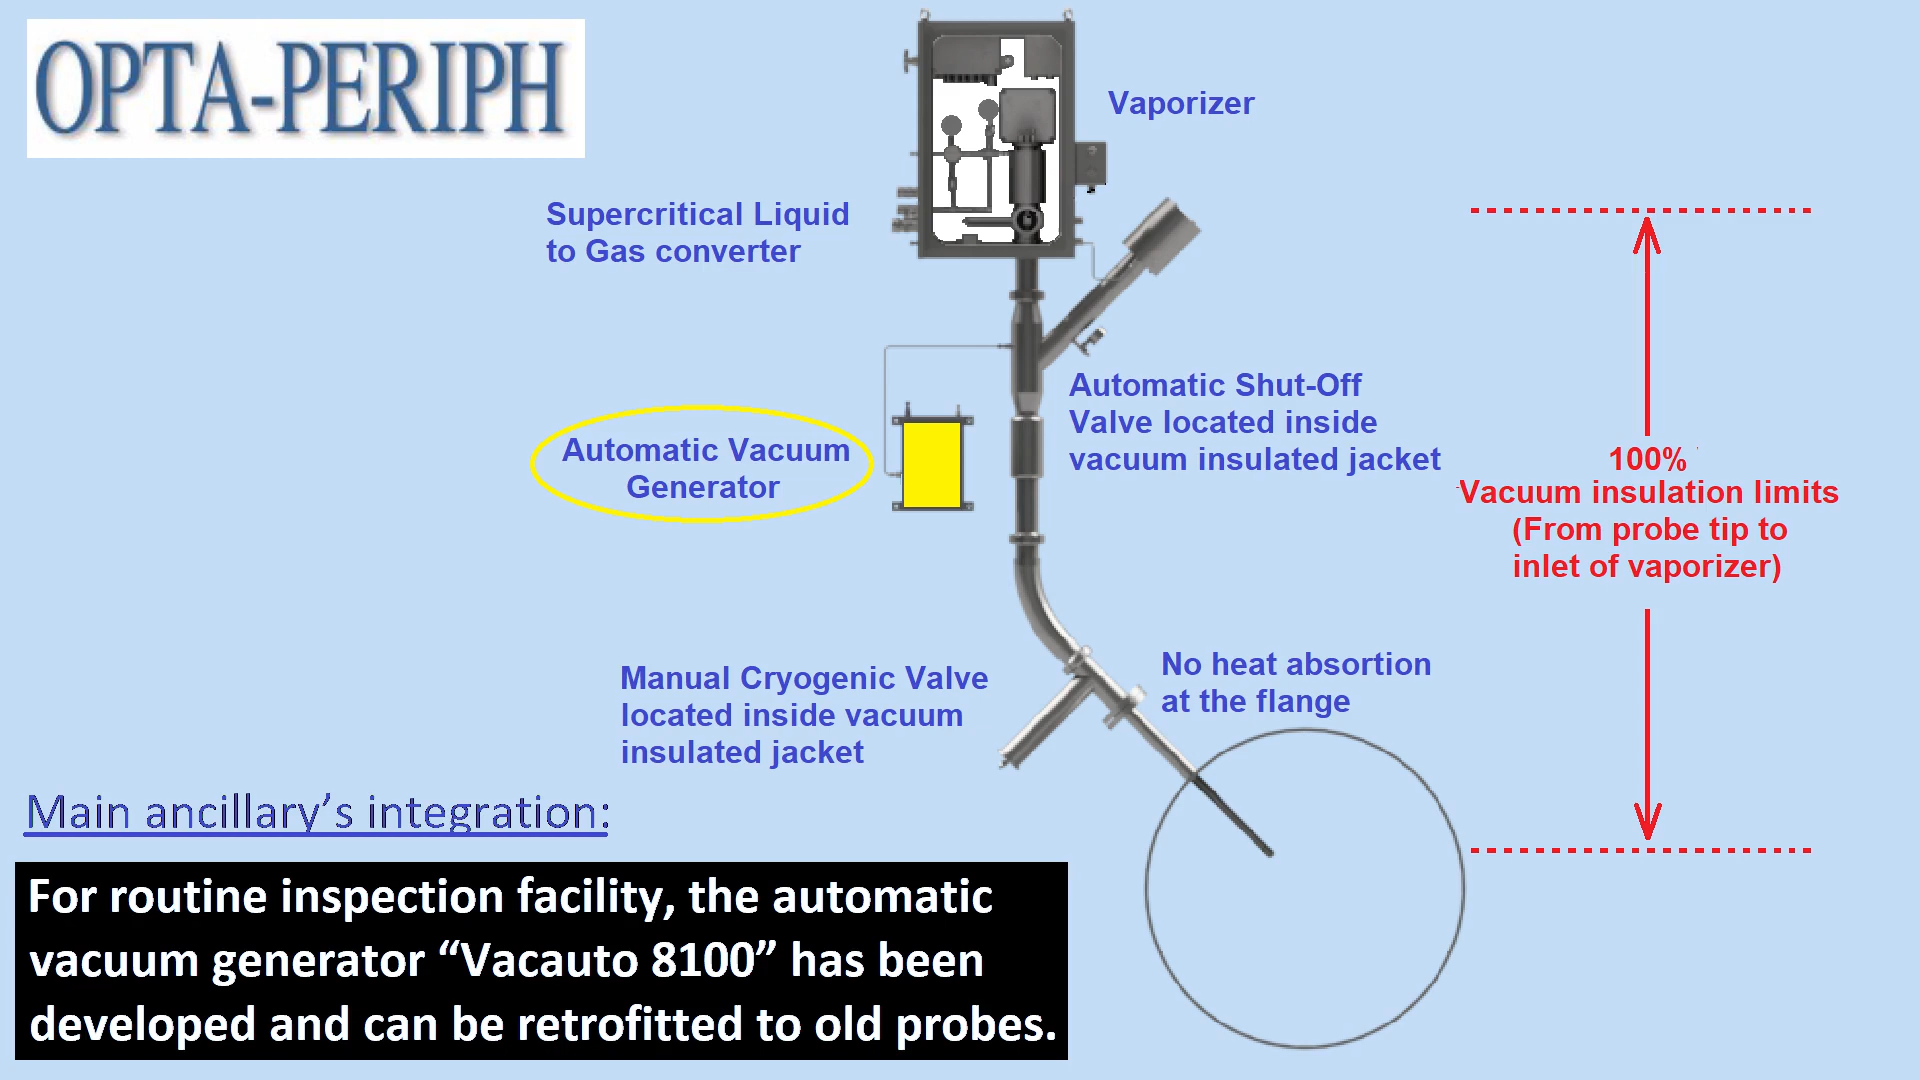 OPTA-PERIPH
Vaporizer
Supercritical Liquid
to Gas converter
Automatic Shut-Off
Valve located inside
vacuum insulated jacket
Automatic Vacuum
Generator
100%
Vacuum insulation limits
(From probe tip to
inlet of vaporizer)
Manual Cryogenic Valve
located inside vacuum
insulated jacket
No heat absortion
at the flange
Main ancillary’s integration:
For routine inspection facility, the automatic
vacuum generator “Vacauto 8100” has been
developed and can be retrofitted to old probes.